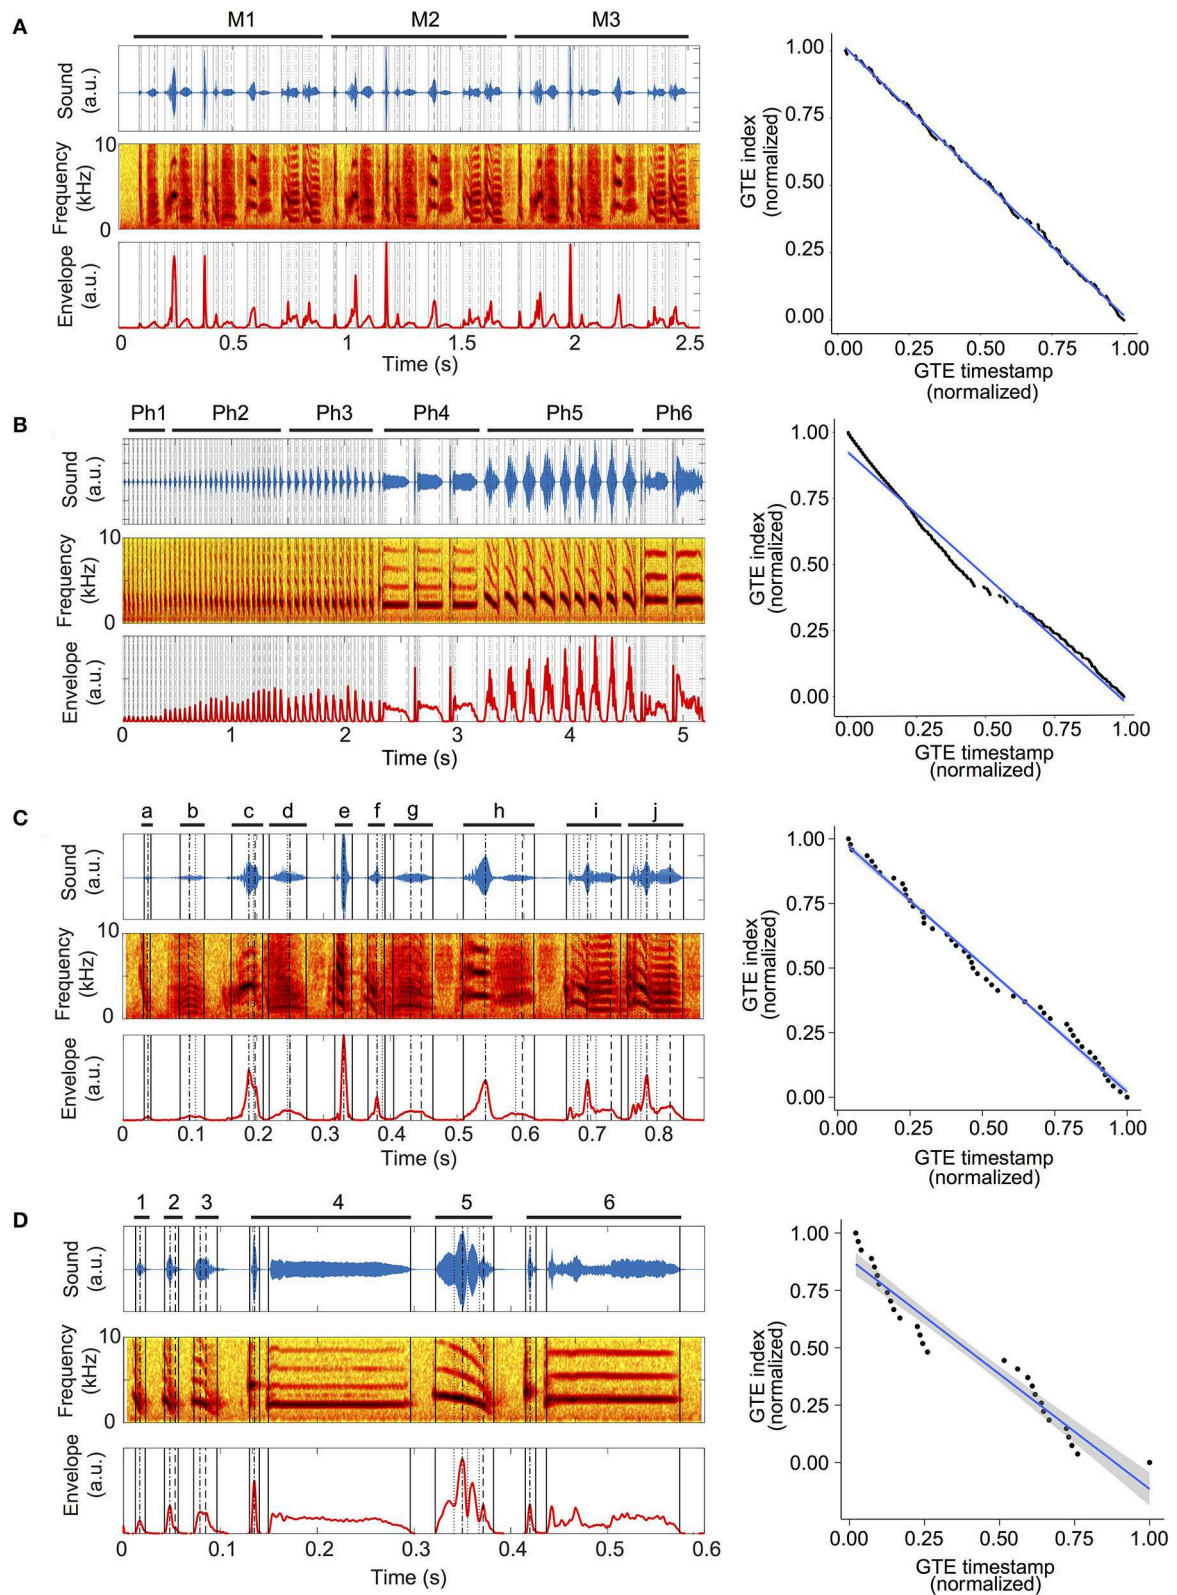 A
M1 M2 M3
Sound
(a.u.)
10
Frequency
(kHz)
0
Envelope
(a.u.)
0 0.5 1 1.5 2 2.5
Time (s)
1.00
0.75
0.50
0.25
0.00
GTE index
(normalized)
0.00 0.25 0.50 0.75 1.00
GTE timestamp
(normalized)
B
Ph1 Ph2 Ph3 Ph4 Ph5 Ph6
Sound
(a.u.)
10
Frequency
(kHz)
0
Envelope
(a.u.)
0 1 2 3 4 5
Time (s)
1.00
0.75
0.50
0.25
0.00
GTE index
(normalized)
0.00 0.25 0.50 0.75 1.00
GTE timestamp
(normalized)
C
a b c d e f g h i j
Sound
(a.u.)
10
Frequency
(kHz)
0
Envelope
(a.u.)
0 0.1 0.2 0.3 0.4 0.5 0.6 0.7 0.8
Time (s)
1.00
0.75
0.50
0.25
0.00
GTE index
(normalized)
0.00 0.25 0.50 0.75 1.00
GTE timestamp
(normalized)
D
1 2 3 4 5 6
Sound
(a.u.)
10
Frequency
(kHz)
0
Envelope
(a.u.)
0 0.2 0.3 0.4 0.5 0.6
Time (s)
1.00
0.75
0.50
0.25
0.00
GTE index
(normalized)
0.00 0.25 0.50 0.75 1.00
GTE timestamp
(normalized)